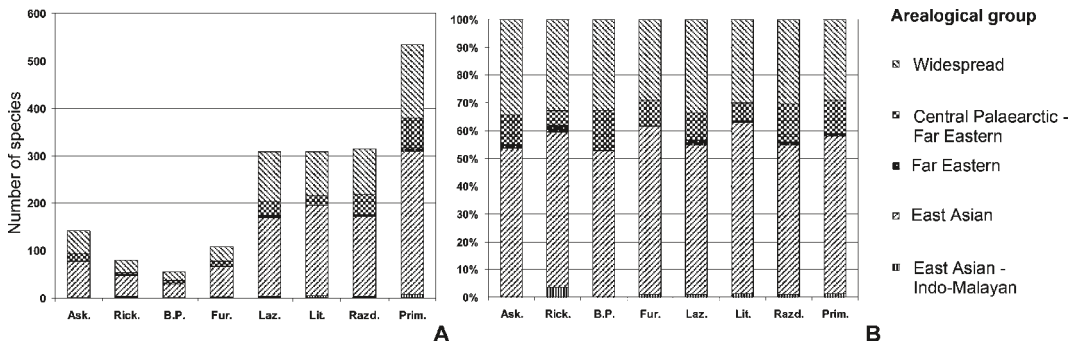 Number of species
600
500
400
300
200
100
0
Ask. Rick. B.P. Fur. Laz. Lit. Razd. Prim.
A
100%
90%
80%
70%
60%
50%
40%
30%
20%
10%
0%
Ask. Rick. B.P. Fur. Laz. Lit. Razd. Prim.
B
Arealogical group
Widespread
Central Palaearctic -
Far Eastern
Far Eastern
East Asian
East Asian -
Indo-Malayan